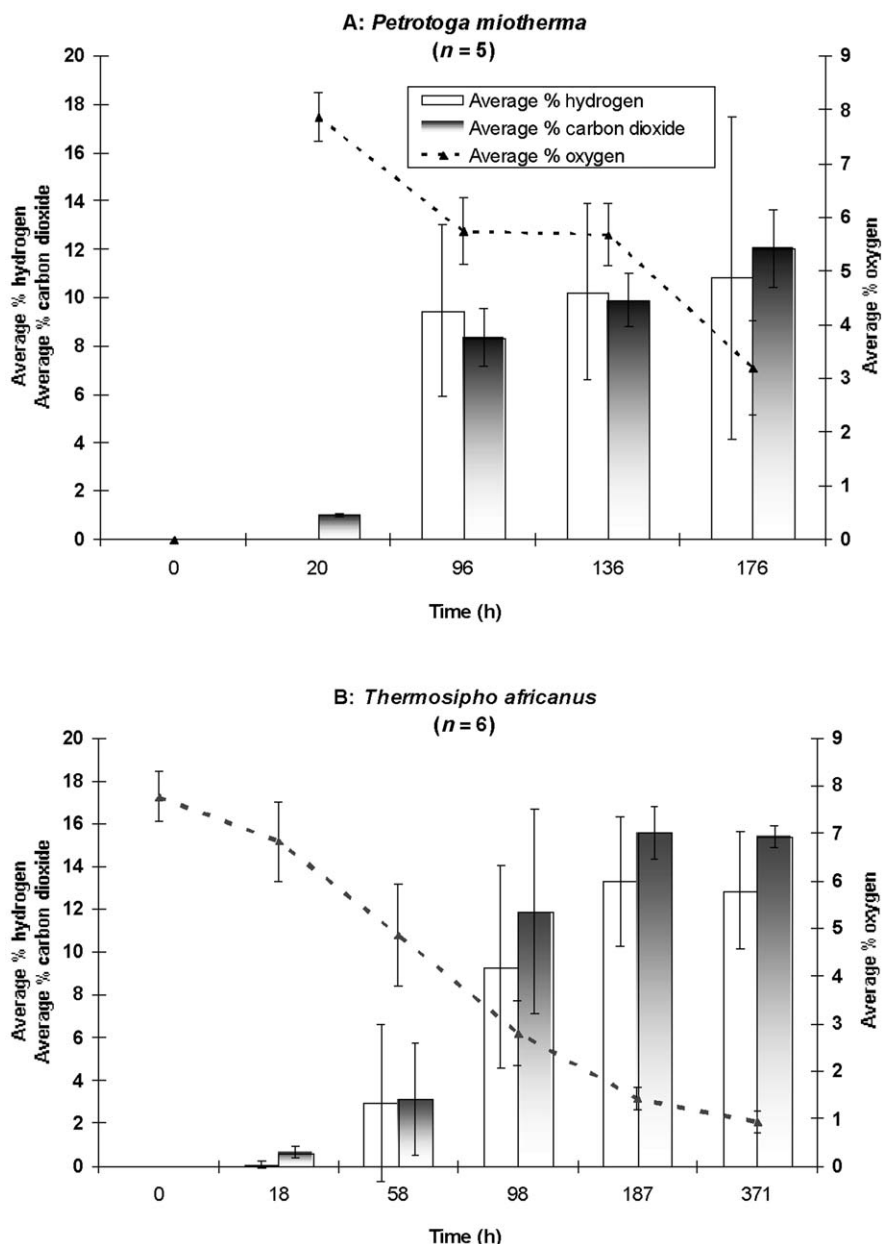 A: Petrotoga miotherma
(n = 5)
Average % hydrogen
Average % carbon dioxide
Average % oxygen
20
18
16
14
12
10
8
6
4
2
0
Average % hydrogen
Average % carbon dioxide
9
8
7
6
5
4
3
2
1
0
Average % oxygen
0 20 96 136 176
Time (h)
B: Thermosipho africanus
(n = 6)
20
18
16
14
12
10
8
6
4
2
0
Average % hydrogen
Average % carbon dioxide
9
8
7
6
5
4
3
2
1
0
Average % oxygen
0 18 58 98 187 371
Time (h)